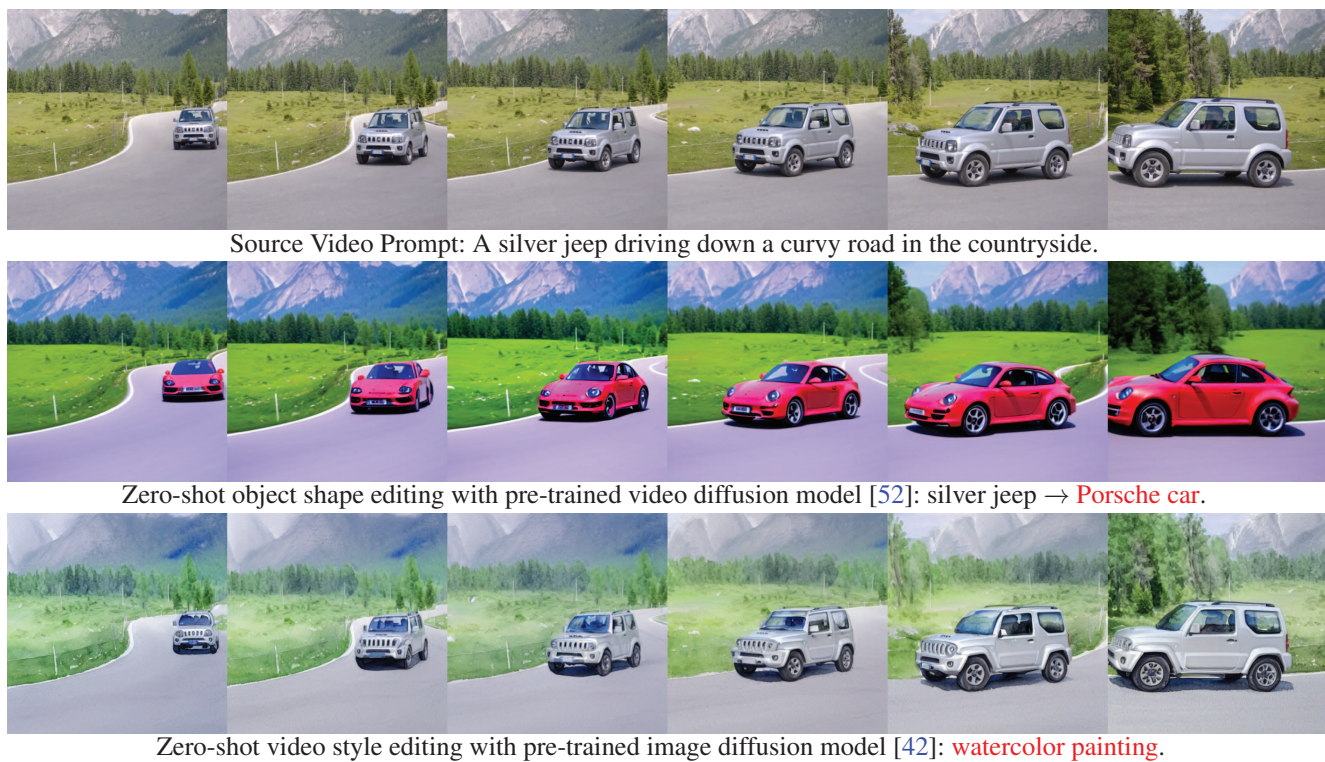 Source Video Prompt: A silver jeep driving down a curvy road in the countryside.
Zero-shot object shape editing with pre-trained video diffusion model [52]: silver jeep → Porsche car.
Zero-shot video style editing with pre-trained image diffusion model [42]: watercolor painting.